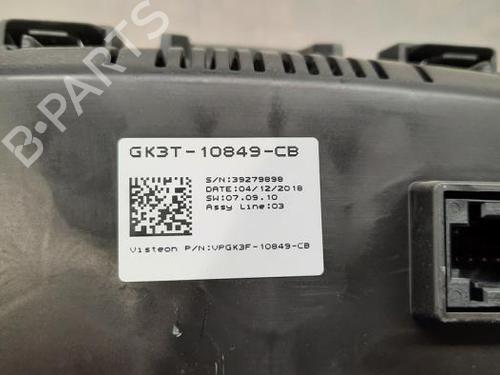 B-PARTS
GK3T-10849-CB
S/N:39279898
DATE:04/12/2018
SW:07.09.10
Assy Line:03
Visteon P/N:VPGK3F-10849-CB